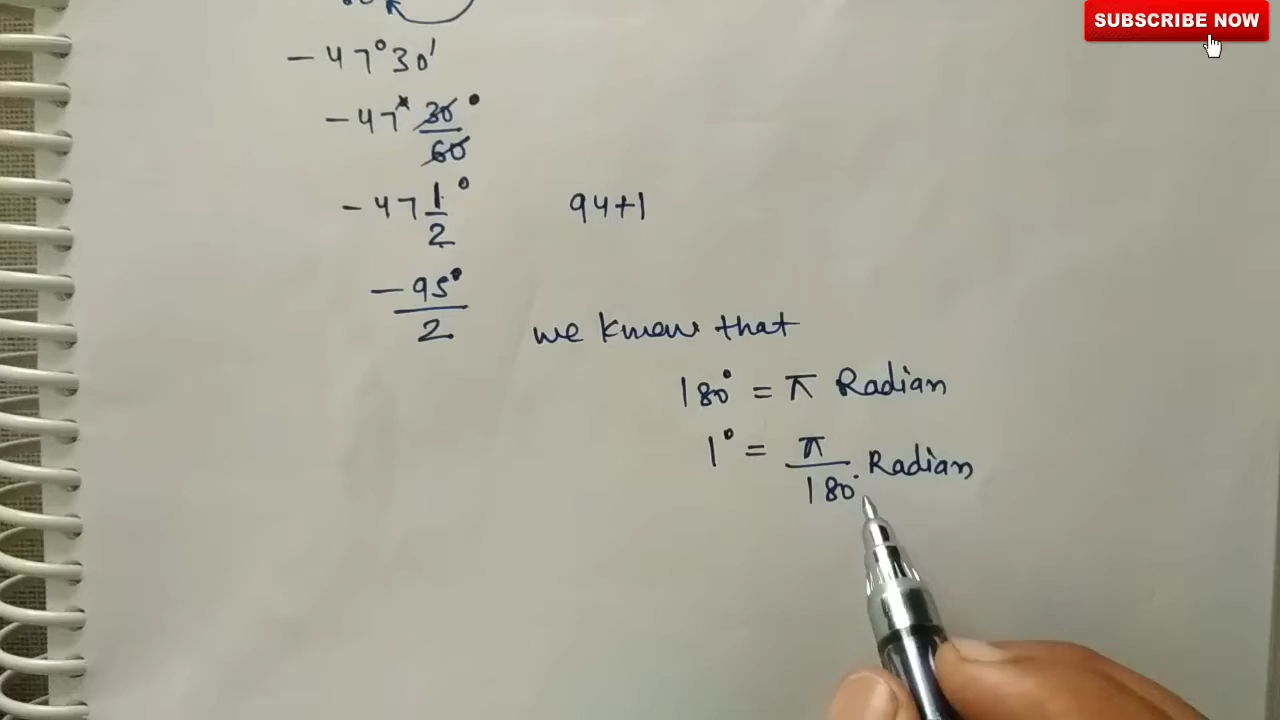 SUBSCRIBE NOW
-47°30'
-47° 30/60°
-47 1/2° 94+1
-95°/2 we know that
180° = π Radian
1° = π/180 . Radian